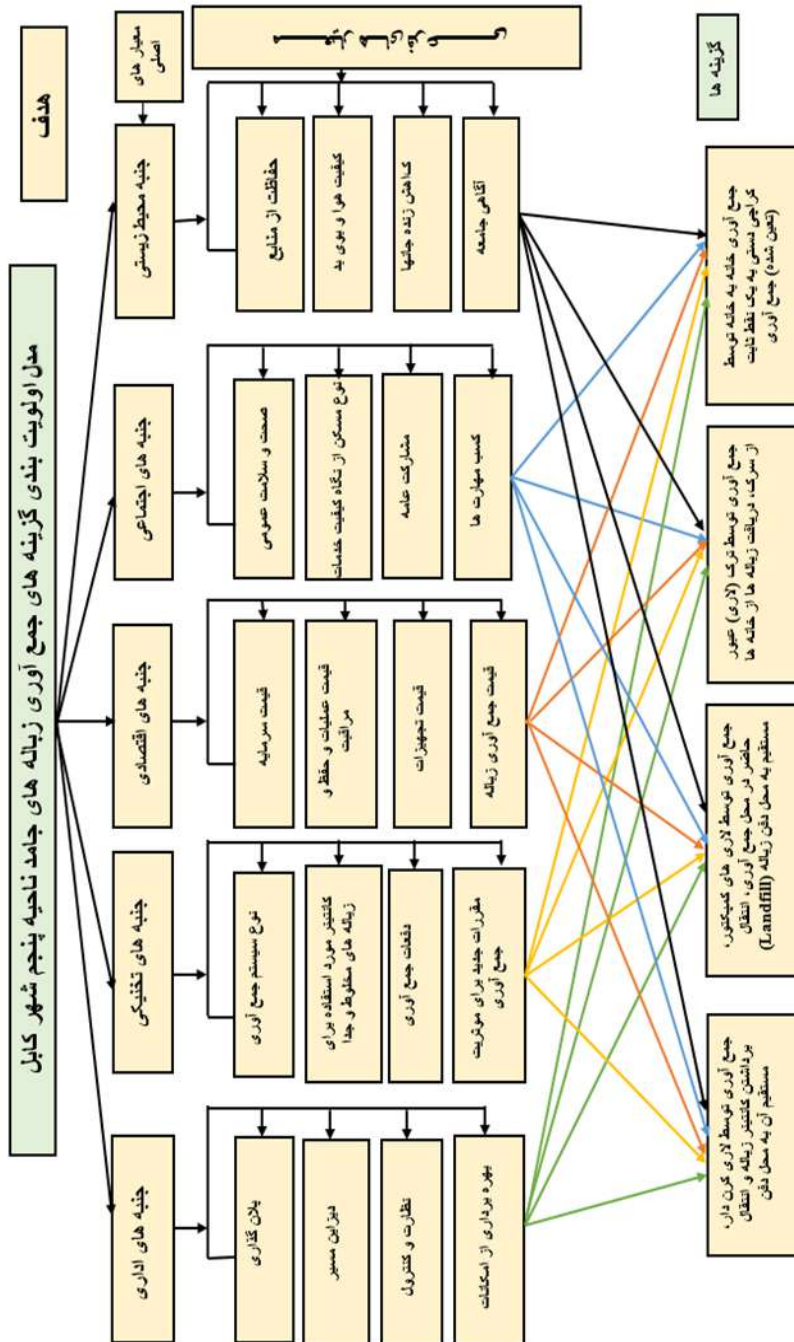 هدف
مدل اولویت بندی گزینه های جمع آوری زباله های جامد ناحیه پنجم شهر کابل
معیار های
اصلی
جنبه محیط زیستی
جنبه های اجتماعی
جنبه های اقتصادی
جنبه های تخنیکی
جنبه های اداری
حفاظت از منابع
کیفیت هوا و بوی بد
کاهش زنده جانها
آگاهی جامعه
صحت و سلامت عمومی
نوع مسکن از نگاه کیفیت خدمات
مشارکت عامه
کسب مهارت ها
قیمت سرمایه
قیمت عملیات و حفظ و
مراقبت
قیمت تجهیزات
قیمت جمع آوری زباله
نوع سیستم جمع آوری
کانتینر مورد استفاده برای
زباله های مخلوط و جدا
دفعات جمع آوری
مقررات جدید برای موثریت
جمع آوری
پلان گذاری
دیزاین مسیر
نظارت و کنترول
بهره برداری از امکانات
گزینه ها
جمع آوری خانه به خانه توسط
کراچی دستی به یک نقط ثابت
(تعین شده) جمع آوری
جمع آوری توسط ترک (لاری) عبور
از سرک، دریافت زباله ها از خانه ها
جمع آوری توسط لاری های کمپکتور،
حاضر در محل جمع آوری، انتقال
مستقیم به محل دفن زباله (Landfill)
جمع آوری توسط لاری کرن دار،
برداشتن کانتینر زباله و انتقال
مستقیم آن به محل دفن